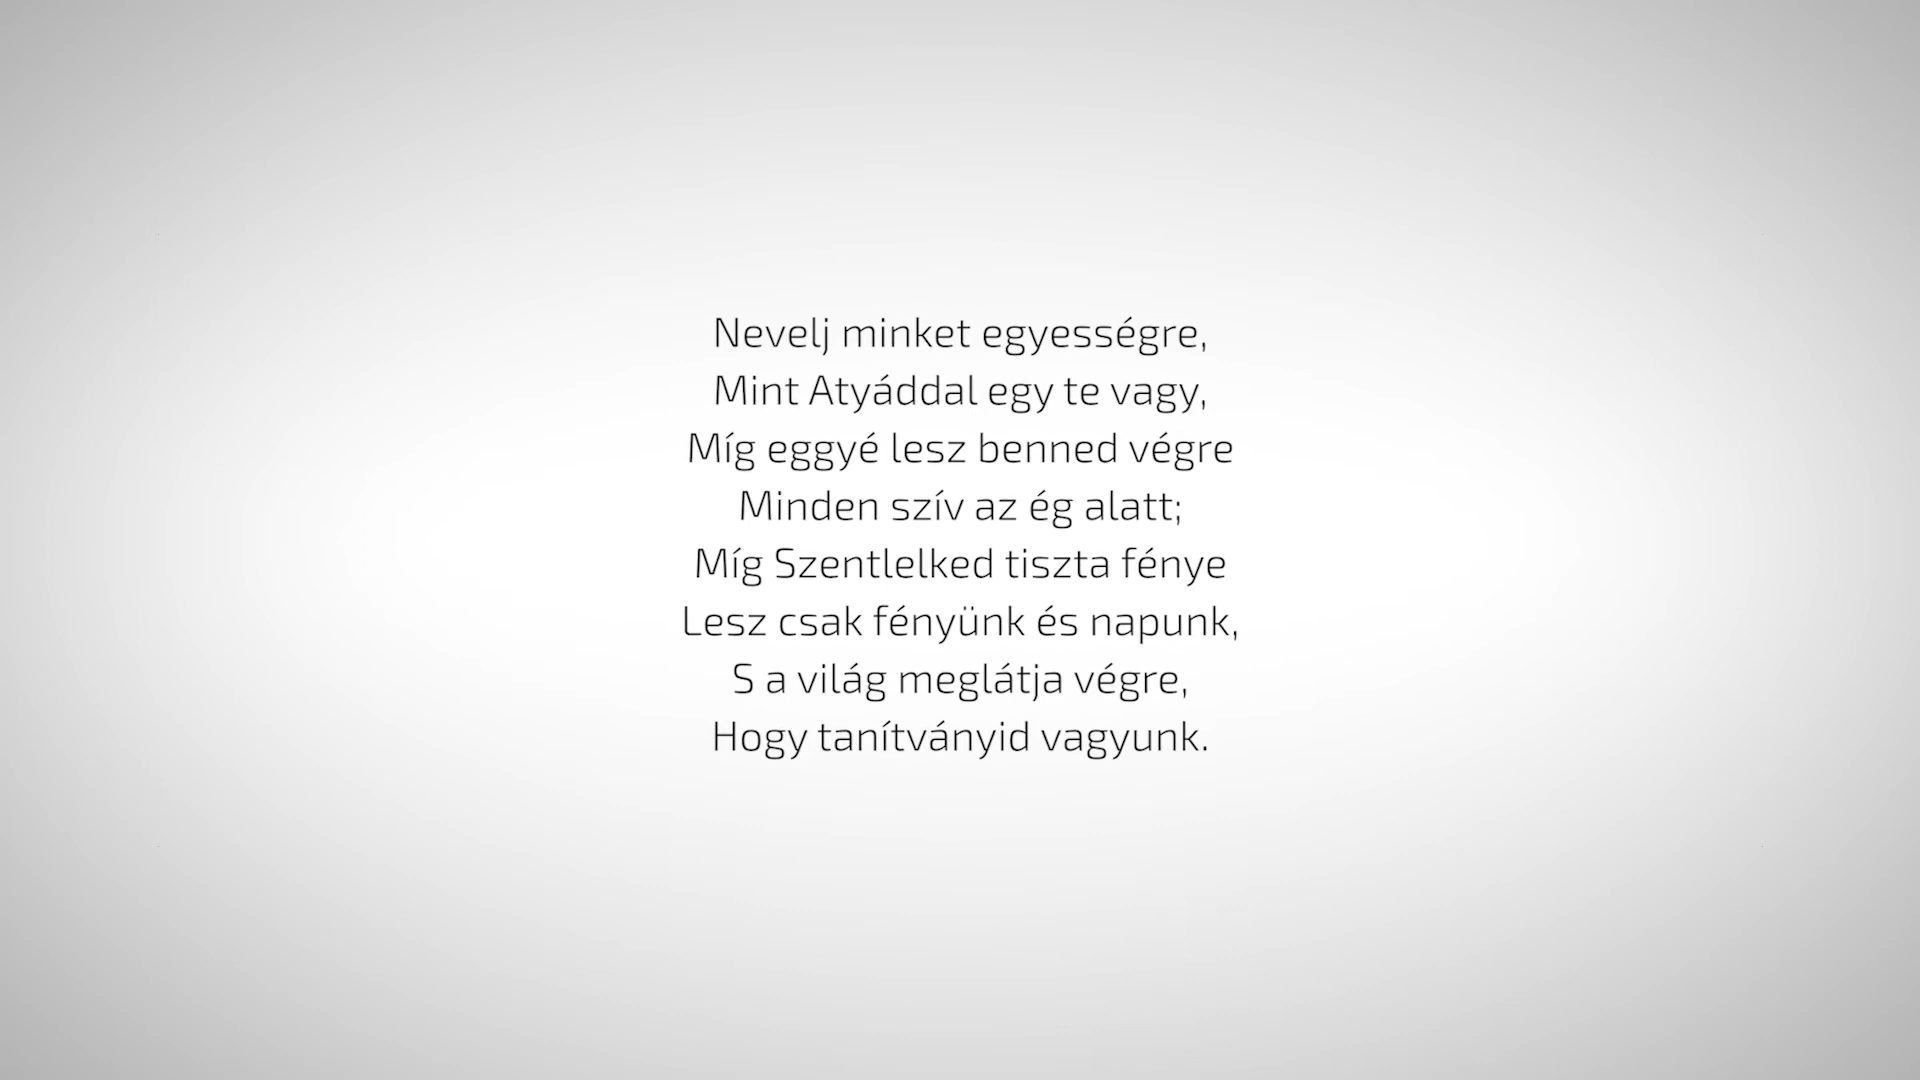 Nevelj minket egyességre,
Mint Atyáddal egy te vagy,
Míg eggyé lesz benned végre
Minden szív az ég alatt;
Míg Szentlelked tiszta fénye
Lesz csak fényünk és napunk,
S a világ meglátja végre,
Hogy tanítványid vagyunk.